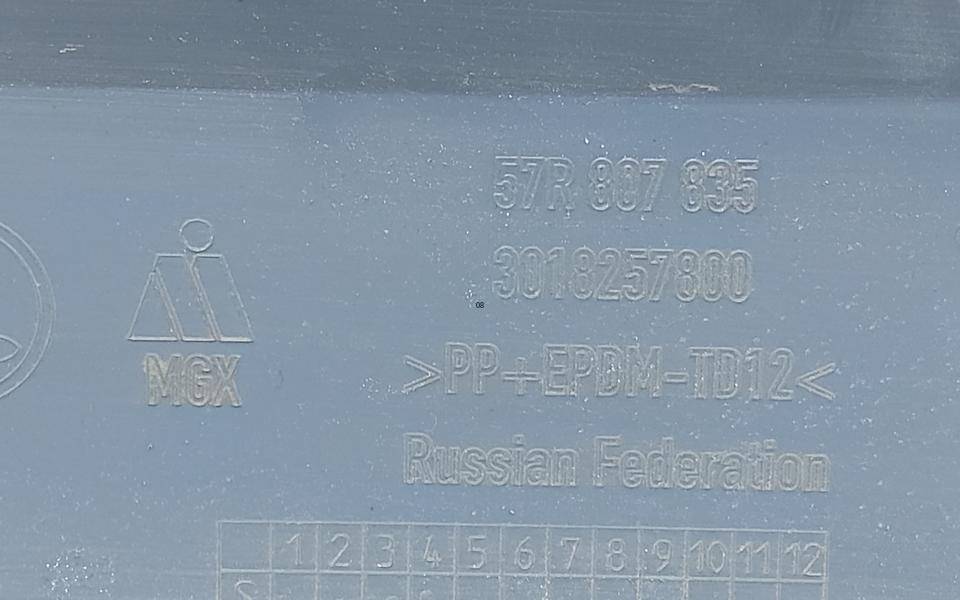 57R 807 835
3018257800
08
>PP+EPDM-TD12<
MGX
Russian Federation
1 2 3 4 5 6 7 8 9 10 11 12